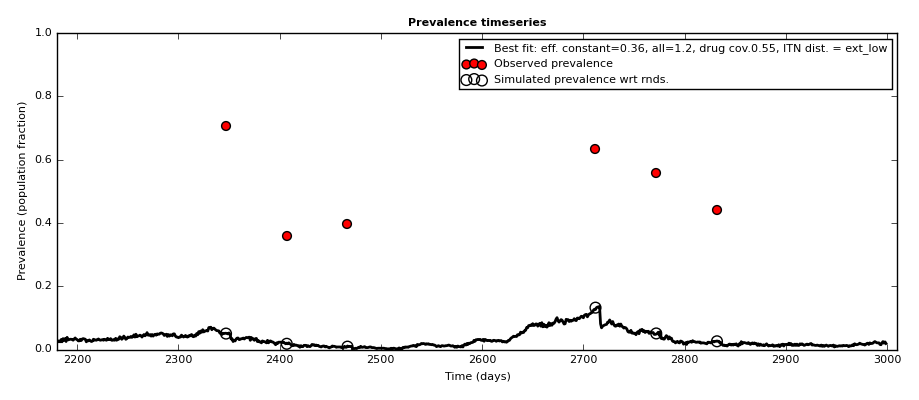 Prevalence timeseries
Best fit: eff. constant=0.36, all=1.2, drug cov.0.55, ITN dist. = ext_low
Observed prevalence
Simulated prevalence wrt rnds.
Prevalence (population fraction)
1.0
0.8
0.6
0.4
0.2
0.0
2200 2300 2400 2500 2600 2700 2800 2900 3000
Time (days)